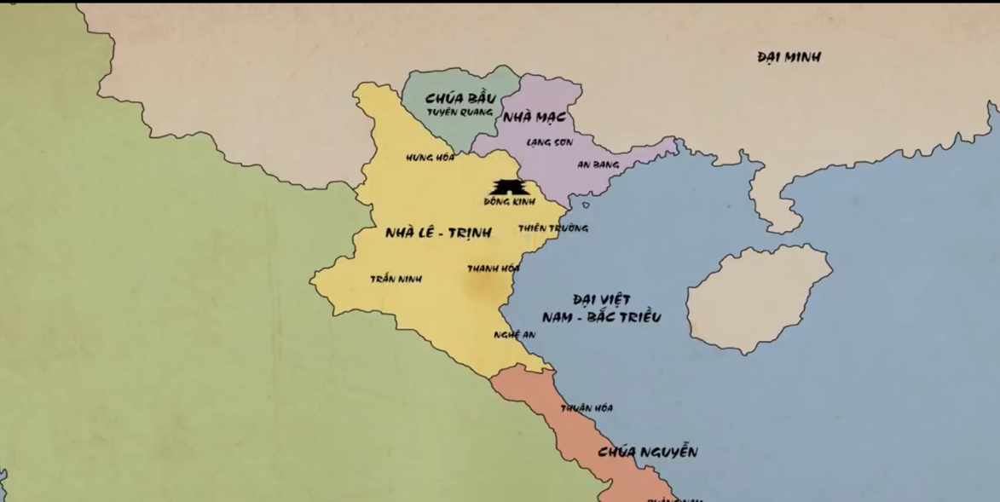 ĐẠI MINH
CHÚA BẦU
TUYÊN QUANG
NHÀ MẠC
LẠNG SƠN
HƯNG HÓA
AN BANG
ĐÔNG KINH
NHÀ LÊ - TRỊNH
THIÊN TRƯỜNG
THANH HÓA
TRẤN NINH
ĐẠI VIỆT
NAM - BẮC TRIỀU
NGHỆ AN
THUẬN HÓA
CHÚA NGUYỄN